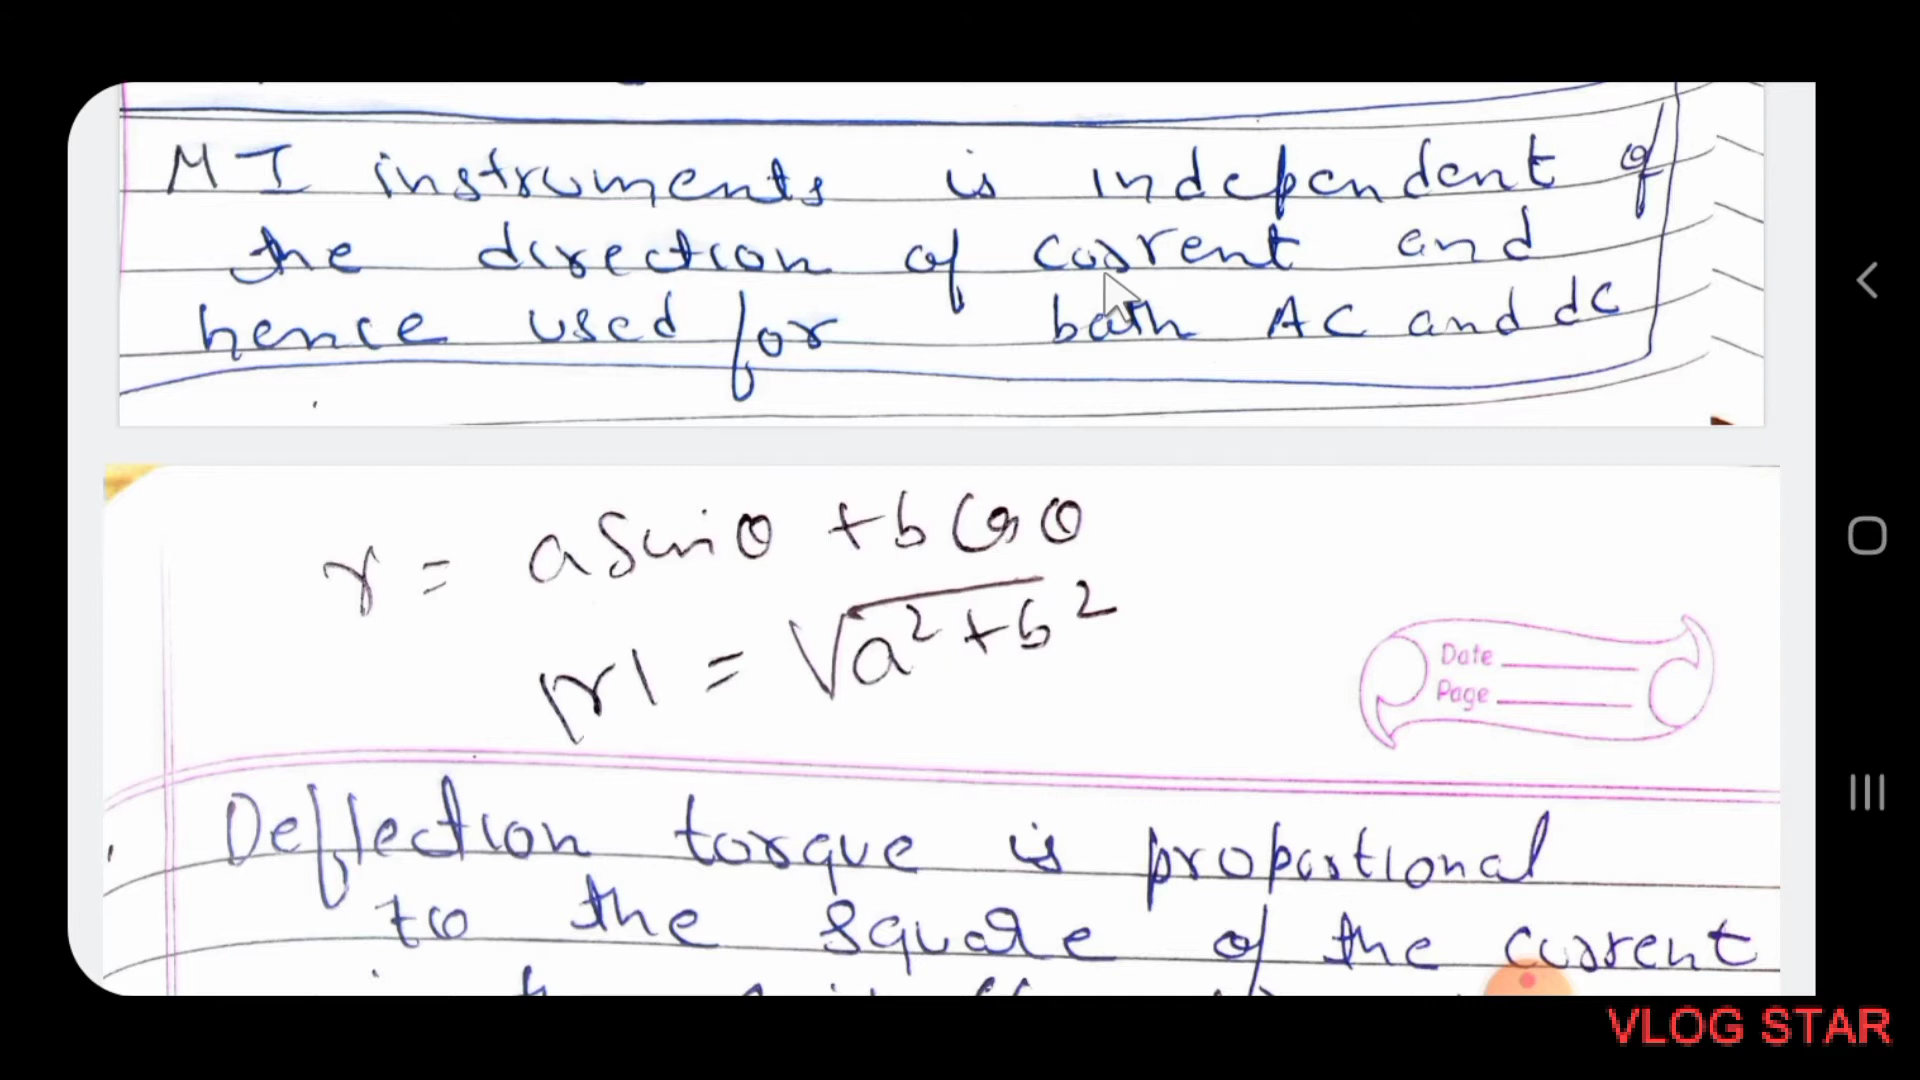 MI instruments is independent of
the direction of current and
hence used for both AC and dc
r = a sin θ + b cos θ
|r| = √a² + b²
Date
Page
Deflection torque is proportional
to the square of the current
VLOG STAR